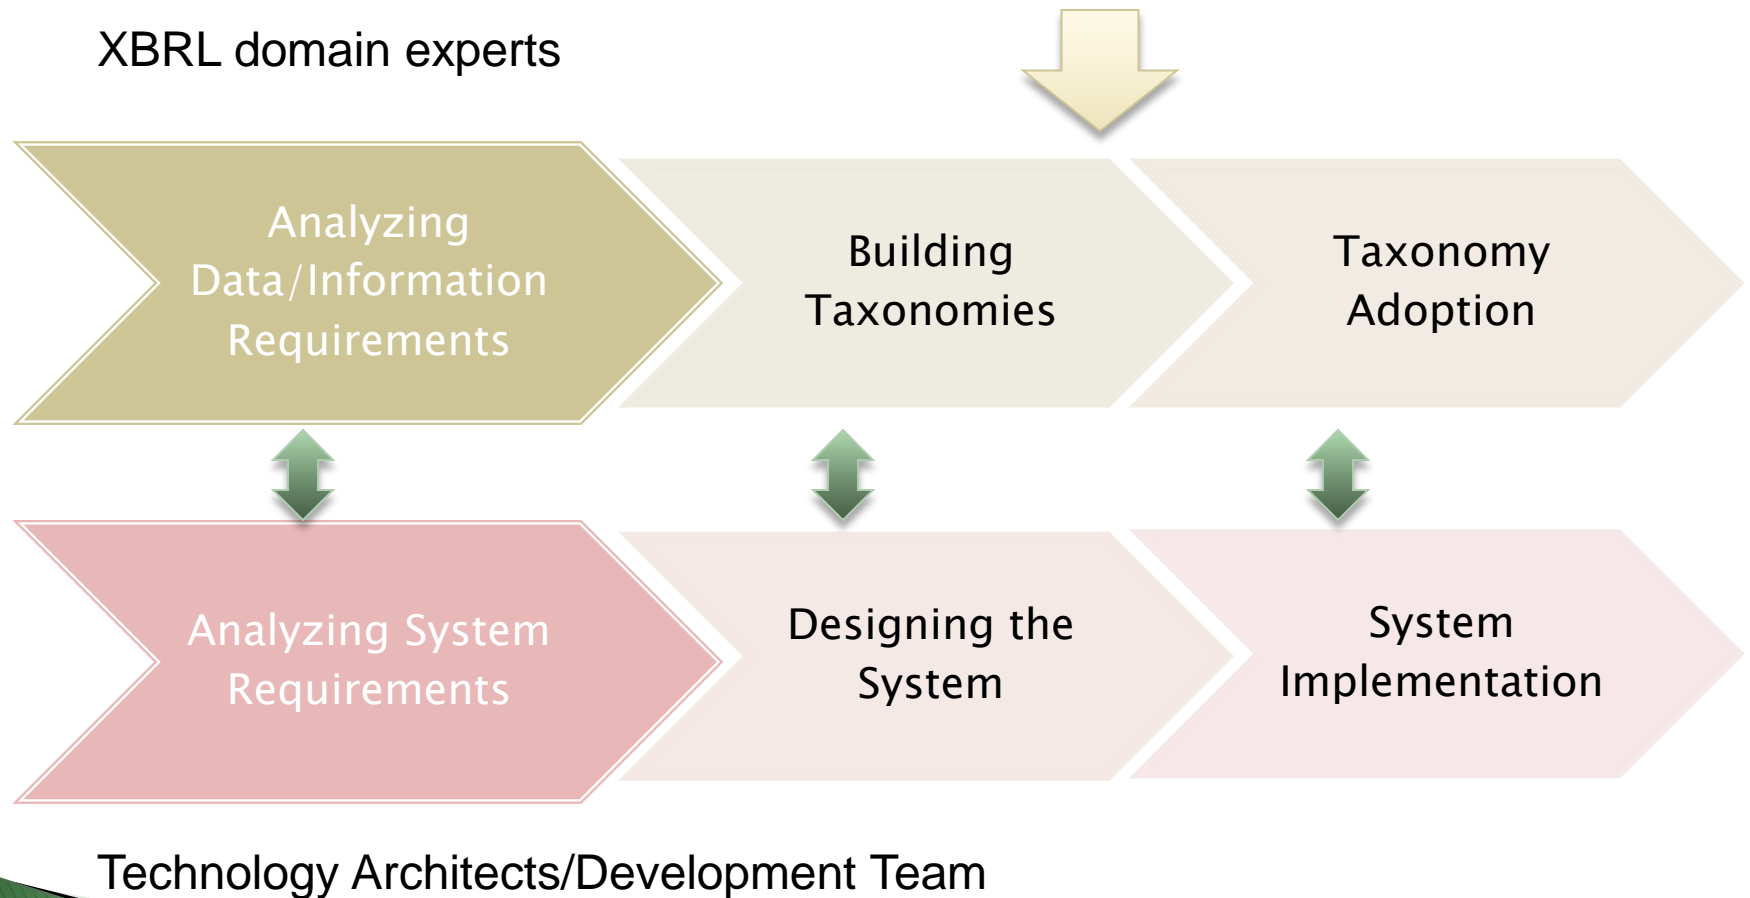 XBRL domain experts
Analyzing
Data/Information
Requirements
Building
Taxonomies
Taxonomy
Adoption
Analyzing System
Requirements
Designing the
System
System
Implementation
Technology Architects/Development Team